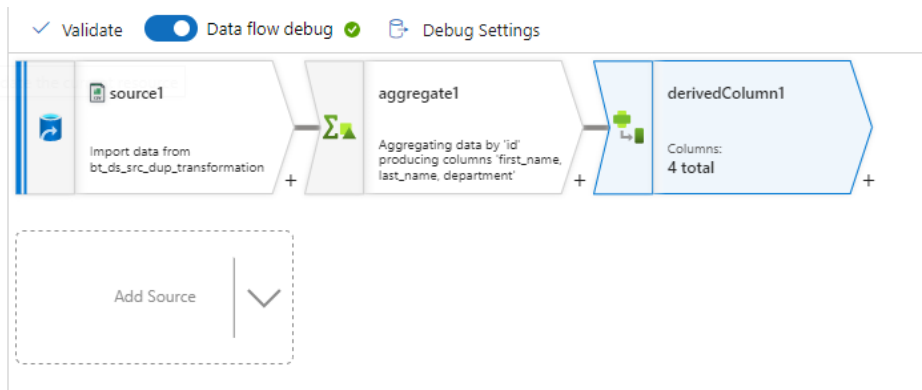 Validate Data flow debug Debug Settings
source1
Import data from
bt_ds_src_dup_transformation
+
aggregate1
Aggregating data by 'id'
producing columns 'first_name,
last_name, department'
+
derivedColumn1
Columns:
4 total
+
Add Source